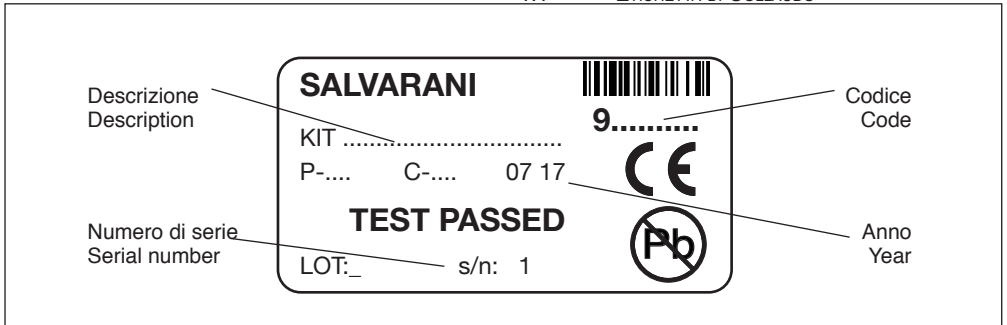 Descrizione
Description
Numero di serie
Serial number
SALVARANI
KIT ................................
P-.... C-.... 07 17
TEST PASSED
LOT:_ s/n: 1
9..........
CE
Pb
Codice
Code
Anno
Year